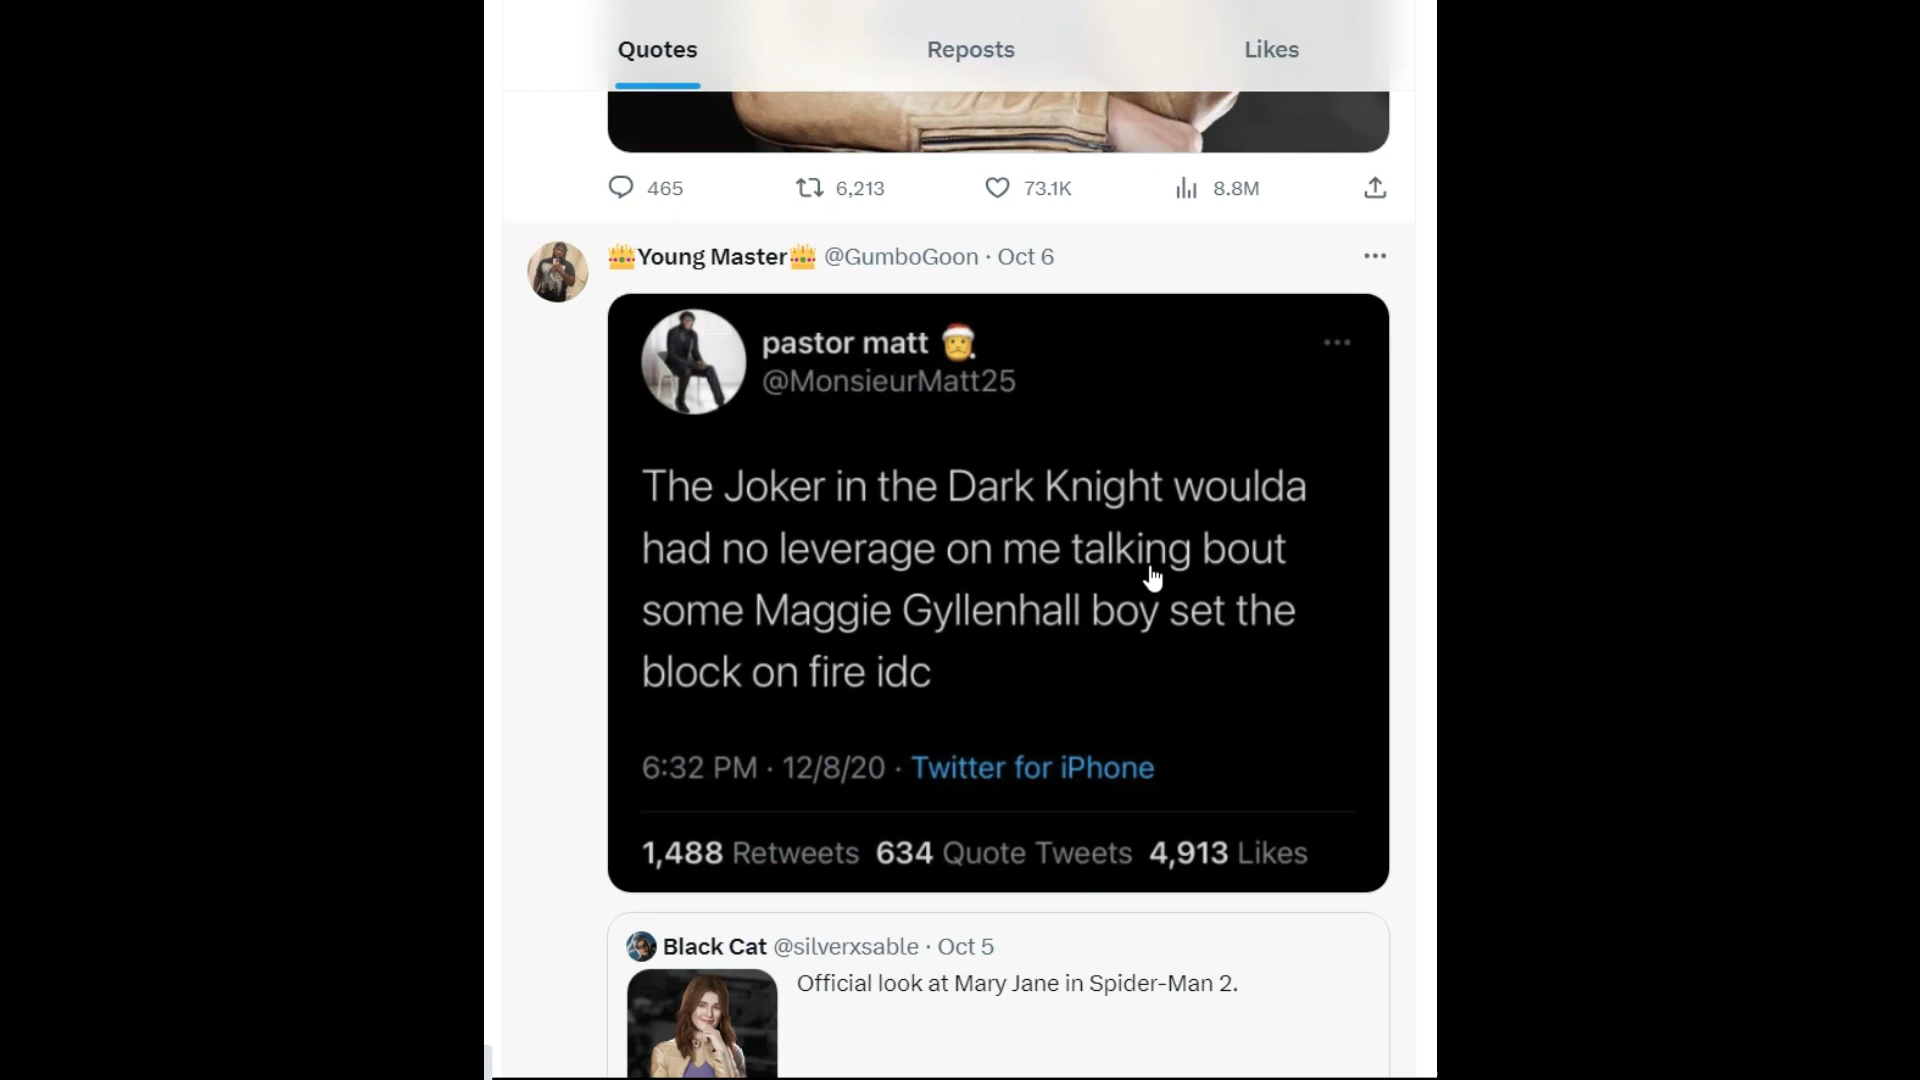 Quotes Reposts Likes
465 6,213 73.1K 8.8M
👑Young Master👑 @GumboGoon · Oct 6
pastor matt 🎅
@MonsieurMatt25
The Joker in the Dark Knight woulda
had no leverage on me talking bout
some Maggie Gyllenhall boy set the
block on fire idc
6:32 PM · 12/8/20 · Twitter for iPhone
1,488 Retweets 634 Quote Tweets 4,913 Likes
Black Cat @silverxsable · Oct 5
Official look at Mary Jane in Spider-Man 2.